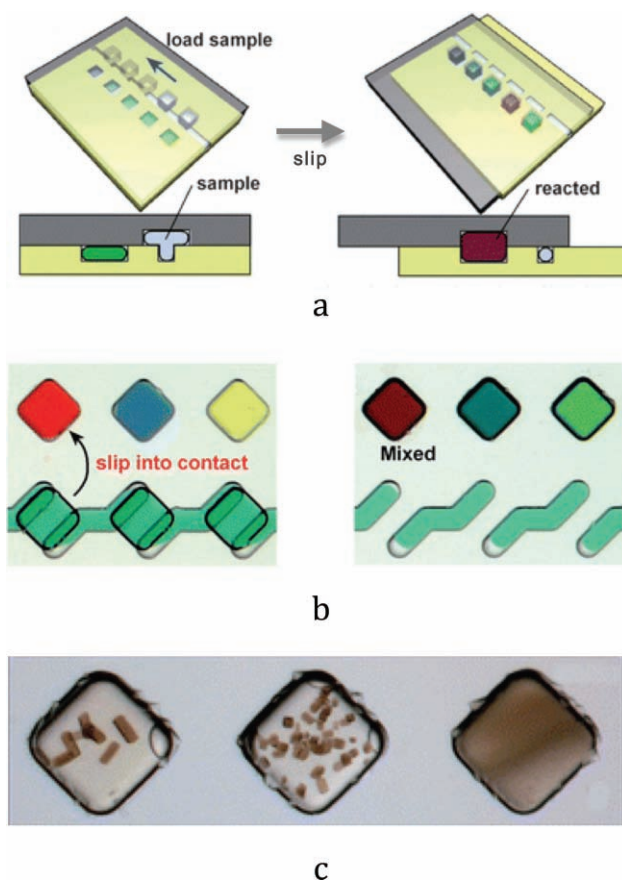 load sample
slip
sample
reacted
a
slip into contact
Mixed
b
c